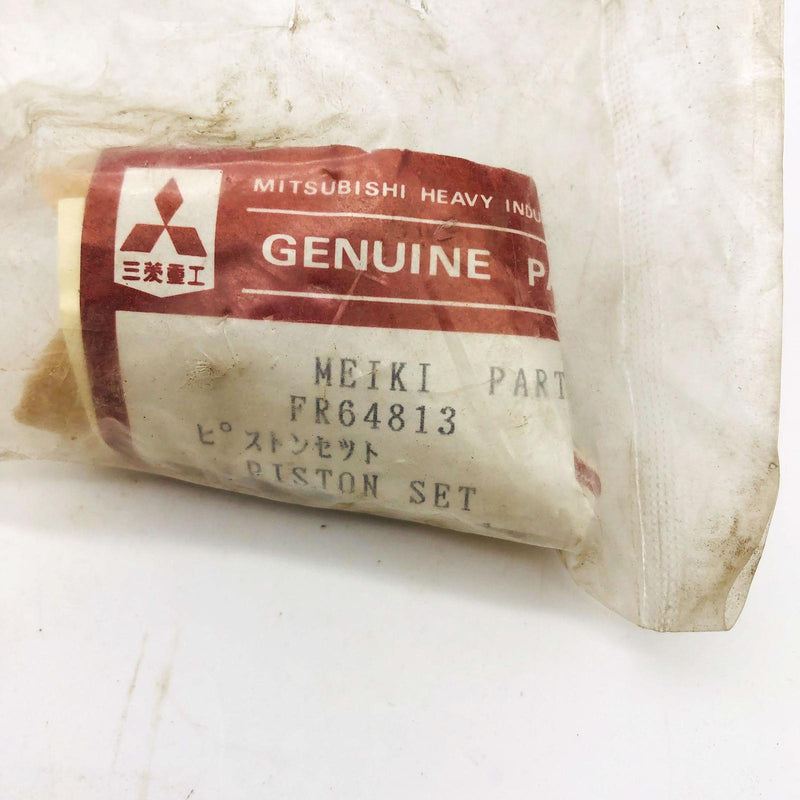 MITSUBISHI HEAVY INDU
GENUINE PA
三菱重工
MEIKI PART
FR64813
ピストンセット
PISTON SET